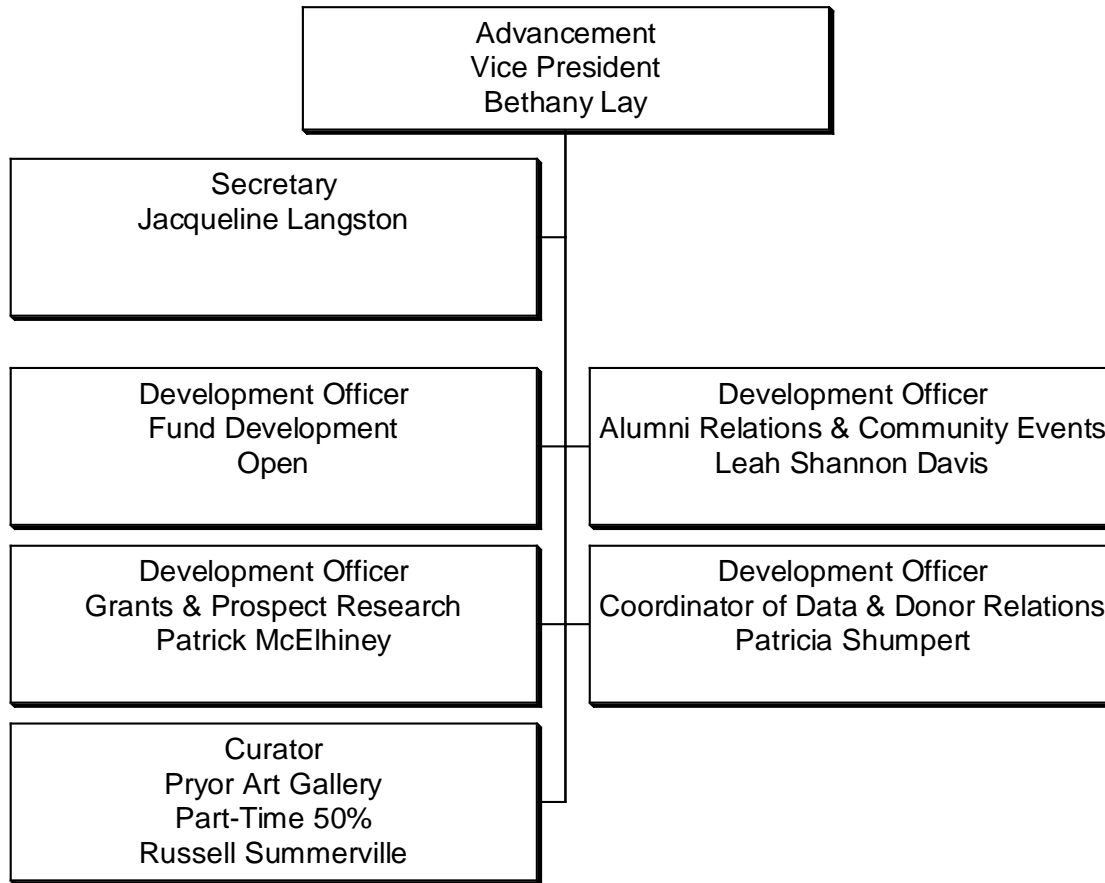 Advancement
Vice President
Bethany Lay
Secretary
Jacqueline Langston
Development Officer
Fund Development
Open
Development Officer
Alumni Relations & Community Events
Leah Shannon Davis
Development Officer
Grants & Prospect Research
Patrick McElhiney
Development Officer
Coordinator of Data & Donor Relations
Patricia Shumpert
Curator
Pryor Art Gallery
Part-Time 50%
Russell Summerville